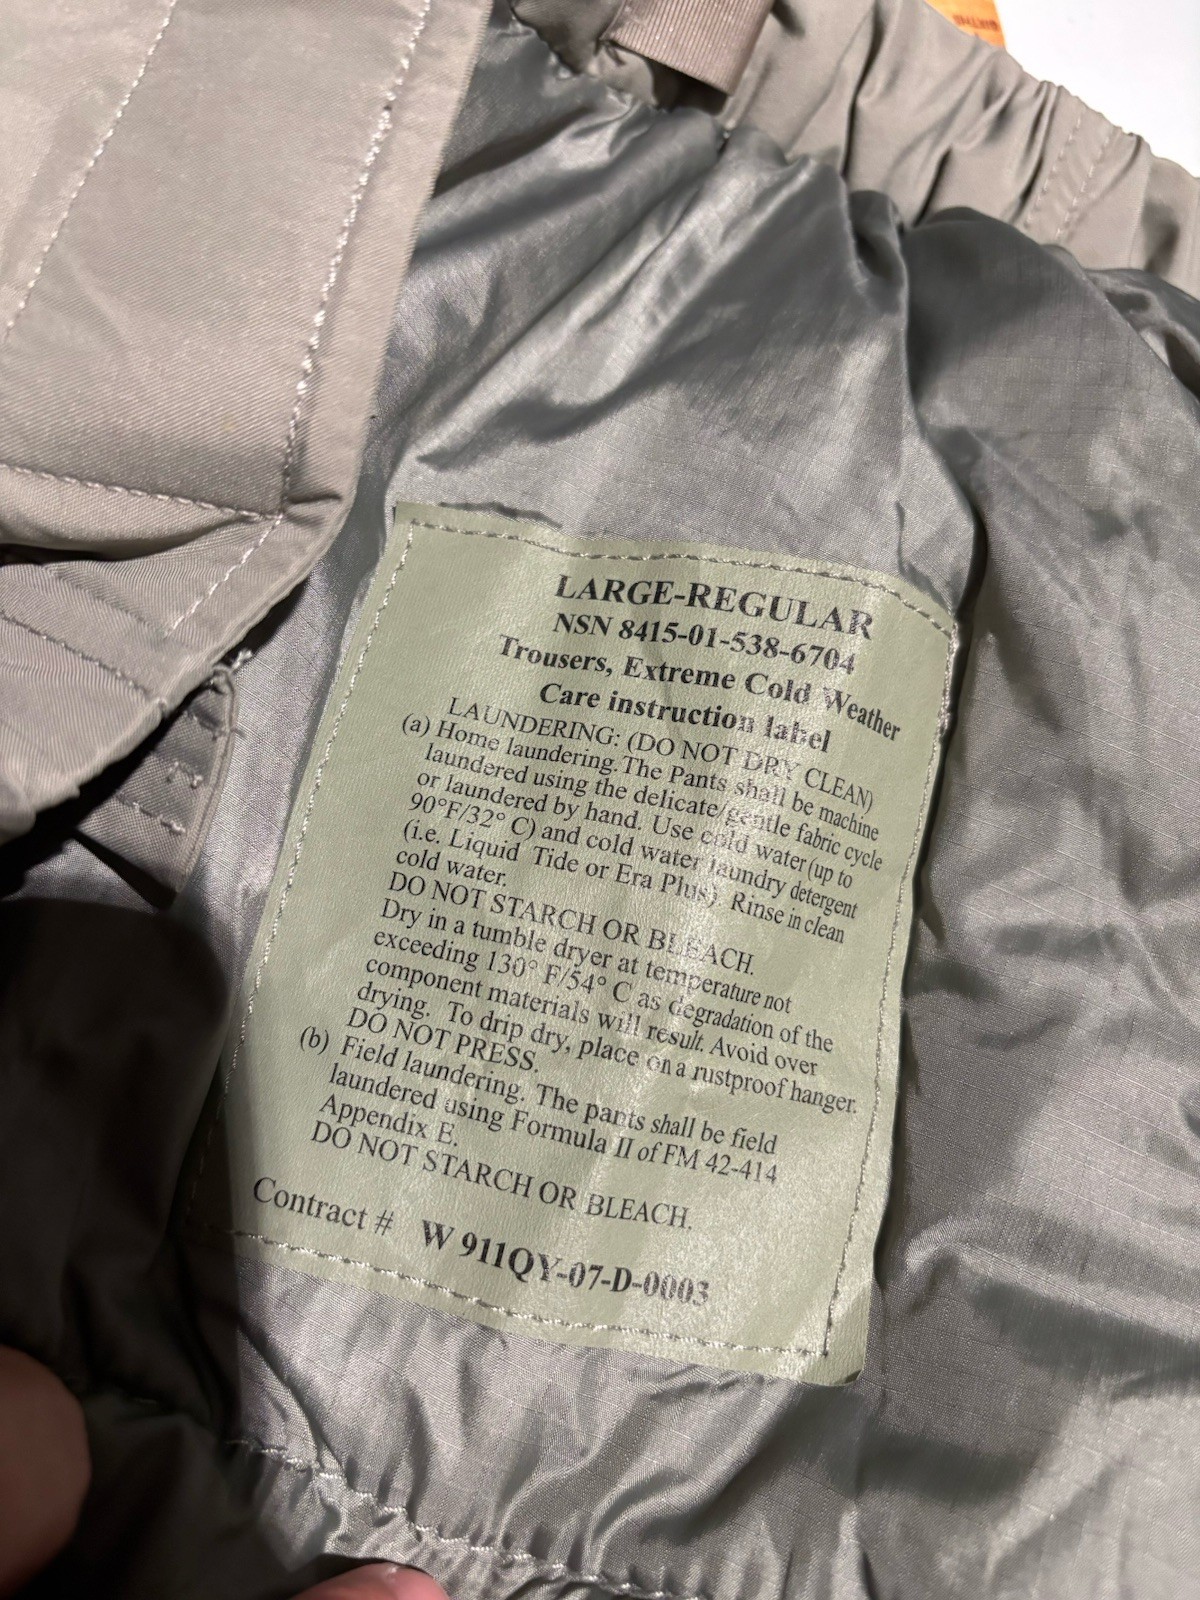 LARGE-REGULAR
NSN 8415-01-538-6704
Trousers, Extreme Cold Weather
Care instruction label
LAUNDERING: (DO NOT DRY CLEAN)
(a) Home laundering. The Pants shall be machine
laundered using the delicate/gentle fabric cycle
or laundered by hand. Use cold water (up to
90°F/32° C) and cold water laundry detergent
(i.e. Liquid Tide or Era Plus). Rinse in clean
cold water.
DO NOT STARCH OR BLEACH.
Dry in a tumble dryer at temperature not
exceeding 130° F/54° C as degradation of the
component materials will result. Avoid over
drying. To drip dry, place on a rustproof hanger.
DO NOT PRESS.
(b) Field laundering. The pants shall be field
laundered using Formula II of FM 42-414
Appendix E.
DO NOT STARCH OR BLEACH.
Contract # W911QY-07-D-0003